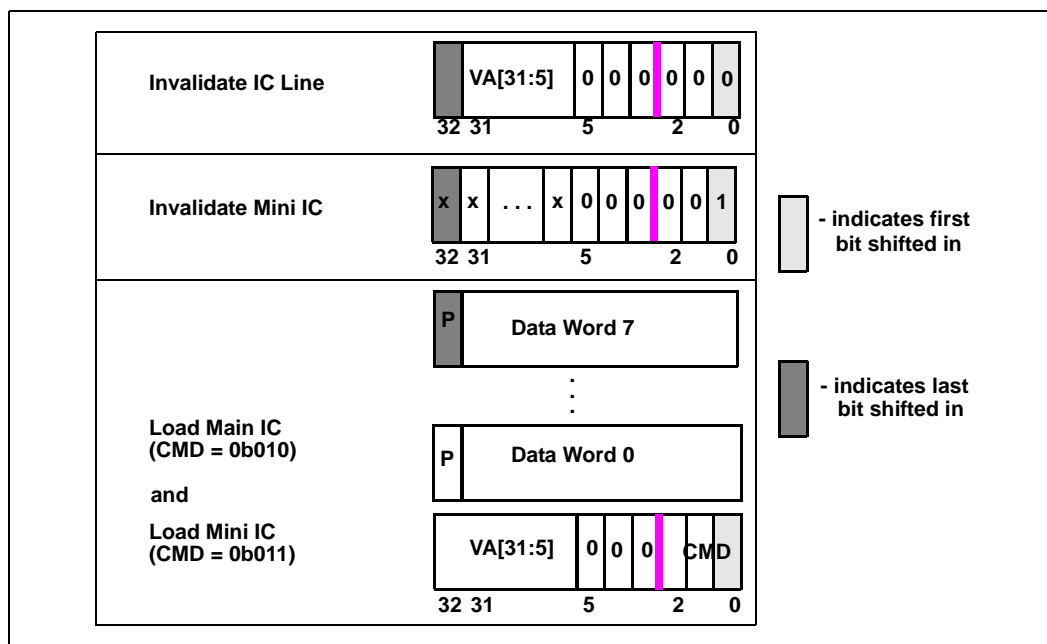 Invalidate IC Line
VA[31:5] 0 0 0 0 0 0
32 31 5 2 0
Invalidate Mini IC
x x . . . x 0 0 0 0 0 1
32 31 5 2 0
- indicates first
bit shifted in
P Data Word 7
.
.
.
- indicates last
bit shifted in
Load Main IC
(CMD = 0b010)
and
Load Mini IC
(CMD = 0b011)
P Data Word 0
VA[31:5] 0 0 0 CMD
32 31 5 2 0